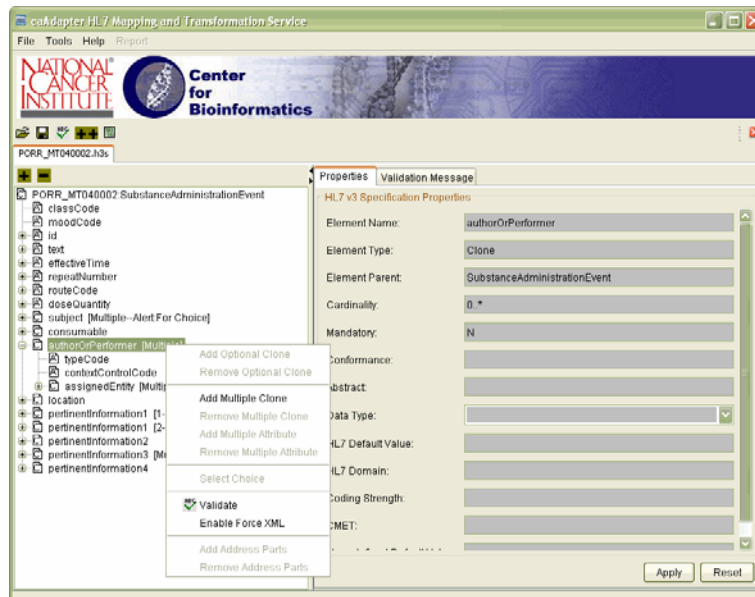 caAdapter HL7 Mapping and Transformation Service
File Tools Help Report
NATIONAL
CANCER
INSTITUTE
Center
for
Bioinformatics
PORR_MT040002.h3s
PORR_MT040002.SubstanceAdministrationEvent
classCode
moodCode
id
text
effectiveTime
repeatNumber
routeCode
doseQuantity
subject [Multiple--Alert For Choice]
consumable
authorOrPerformer [Multiple]
typeCode
contextControlCode
assignedEntity [Multip
location
pertinentInformation1 [1-
pertinentInformation1 [2-
pertinentInformation2
pertinentInformation3 [Mu
pertinentInformation4
Add Optional Clone
Remove Optional Clone
Add Multiple Clone
Remove Multiple Clone
Add Multiple Attribute
Remove Multiple Attribute
Select Choice
Validate
Enable Force XML
Add Address Parts
Remove Address Parts
Properties Validation Message
HL7 v3 Specification Properties
Element Name: authorOrPerformer
Element Type: Clone
Element Parent: SubstanceAdministrationEvent
Cardinality: 0..*
Mandatory: N
Conformance:
Abstract:
Data Type:
HL7 Default Value:
HL7 Domain:
Coding Strength:
CMET:
Apply Reset